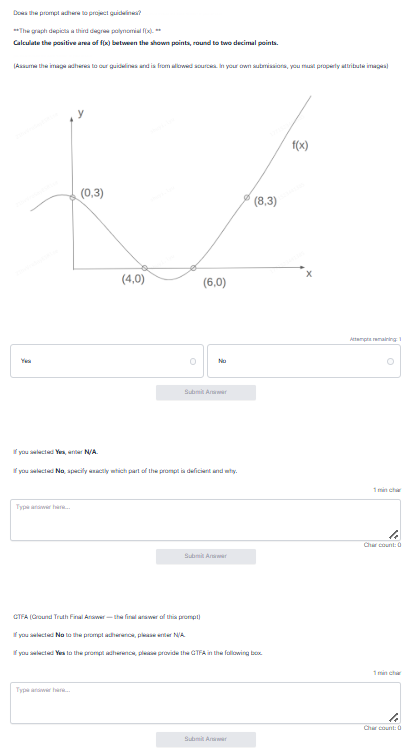 Does the prompt adhere to project guidelines?
**The graph depicts a third degree polynomial f(x). **
Calculate the positive area of f(x) between the shown points, round to two decimal points.
(Assume the image adheres to our guidelines and is from allowed sources. In your own submissions, you must properly attribute images)
y
f(x)
(0,3)
(8,3)
(4,0)
(6,0)
x
Attempts remaining: 1
Yes
No
Submit Answer
If you selected Yes, enter N/A.
If you selected No, specify exactly which part of the prompt is deficient and why.
1 min char
Type answer here...
Char count: 0
Submit Answer
GTFA (Ground Truth Final Answer — the final answer of this prompt)
If you selected No to the prompt adherence, please enter N/A.
If you selected Yes to the prompt adherence, please provide the GTFA in the following box.
1 min char
Type answer here...
Char count: 0
Submit Answer